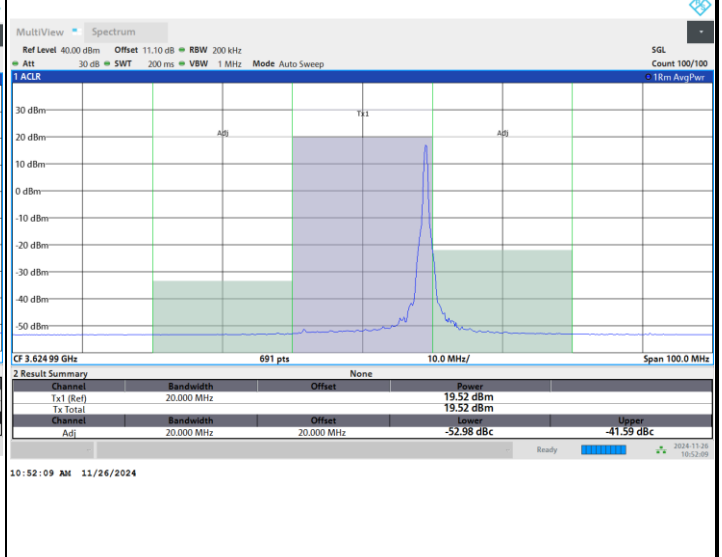 MultiView Spectrum
Ref Level 40.00 dBm Offset 11.10 dB RBW 200 kHz SGL
Att 30 dB SWT 200 ms VBW 1 MHz Mode Auto Sweep Count 100/100
1 ACLR 1Rm AvgPwr
30 dBm
Tx1
20 dBm
Adj Adj
10 dBm
0 dBm
-10 dBm
-20 dBm
-30 dBm
-40 dBm
-50 dBm
CF 3.624 99 GHz 691 pts 10.0 MHz/ Span 100.0 MHz
2 Result Summary None
Channel Bandwidth Offset Power
Tx1 (Ref) 20.000 MHz 19.52 dBm
Tx Total 19.52 dBm
Channel Bandwidth Offset Lower Upper
Adj 20.000 MHz 20.000 MHz -52.98 dBc -41.59 dBc
Ready 2024-11-26
10:52:09
10:52:09 AM 11/26/2024